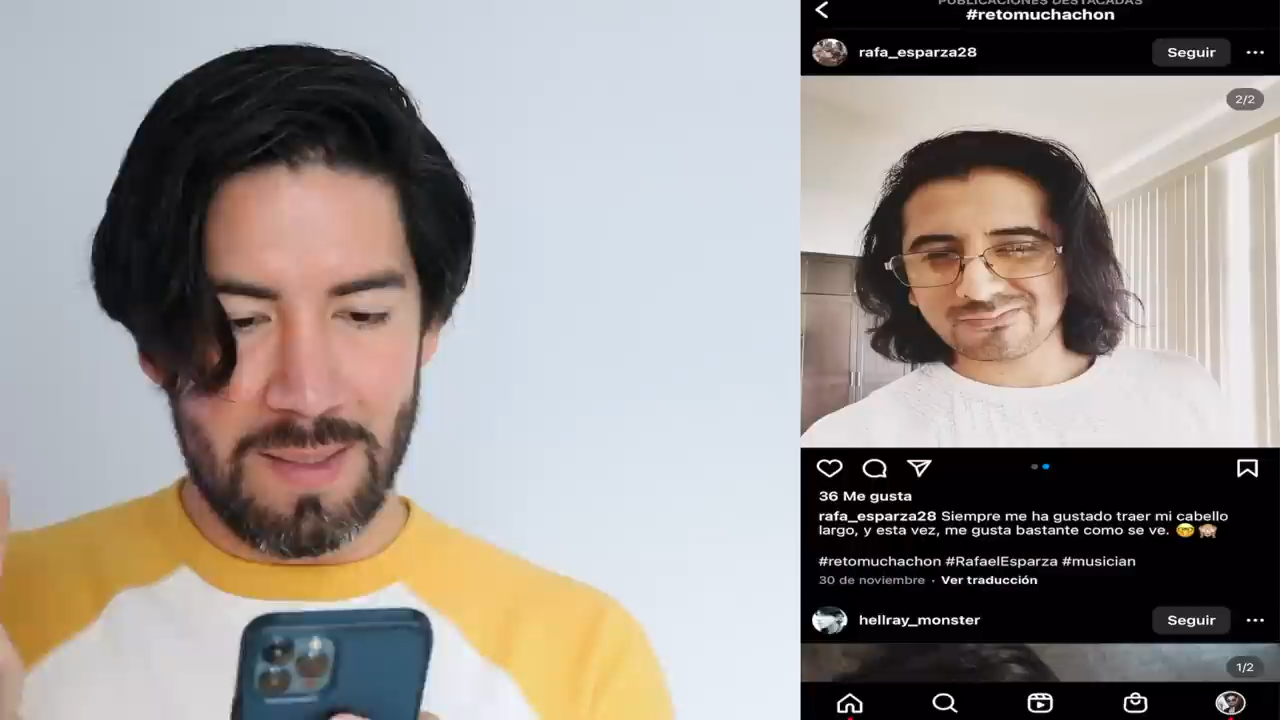 PUBLICACIONES DESTACADAS
#retomuchachon
rafa_esparza28
Seguir
2/2
36 Me gusta
rafa_esparza28 Siempre me ha gustado traer mi cabello
largo, y esta vez, me gusta bastante como se ve. 🤓🙈
#retomuchachon #RafaelEsparza #musician
30 de noviembre · Ver traducción
hellray_monster
Seguir
1/2